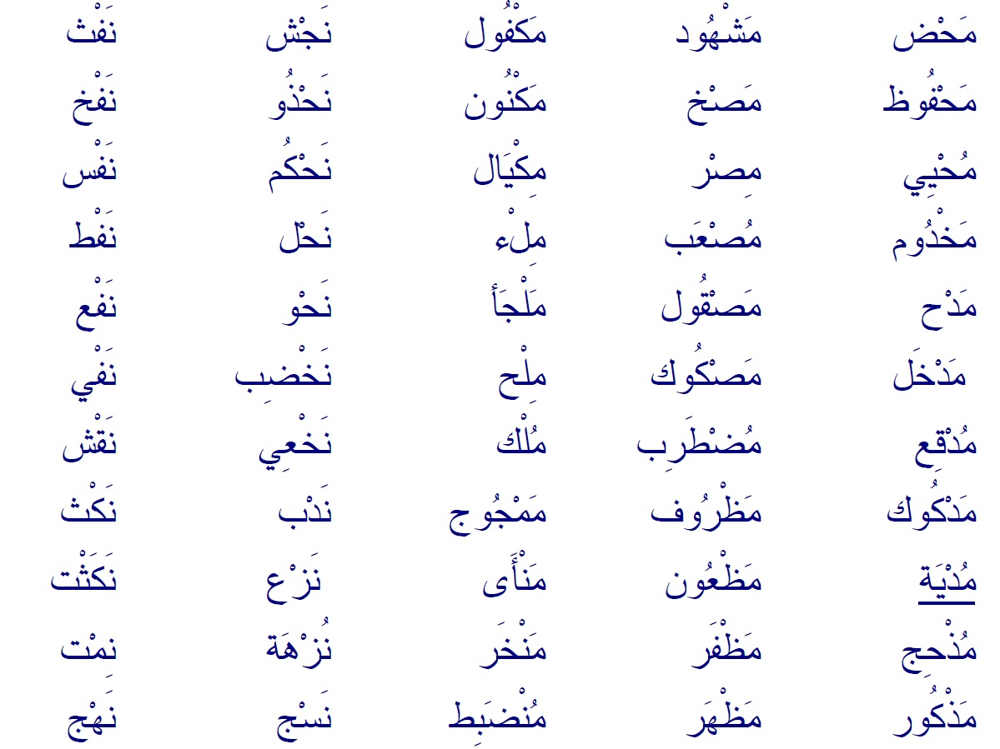 مَحْض مَشْهُود مَكْفُول نَجْش نَفْث
مَحْفُوظ مَصْخ مَكْنُون نَحْذُو نَفْخ
مُحْيِي مِصْر مِكْيَال نَحْكُم نَفْس
مَخْدُوم مُصْعَب مِلْء نَحْل نَفْط
مَدْح مَصْقُول مَلْجَأ نَحْو نَفْع
مَدْخَل مَصْكُوك مِلْح نَخْضِب نَفْي
مُدْقِع مُضْطَرِب مُلْك نَخْعِي نَقْش
مَدْكُوك مَظْرُوف مَمْجُوج نَدْب نَكْث
مُدْيَة مَظْعُون مَنْأَى نَزْع نَكَثْت
مُذْحِج مَظْفَر مَنْخَر نُزْهَة نِمْت
مَذْكُور مَظْهَر مُنْضَبِط نَسْج نَهْج